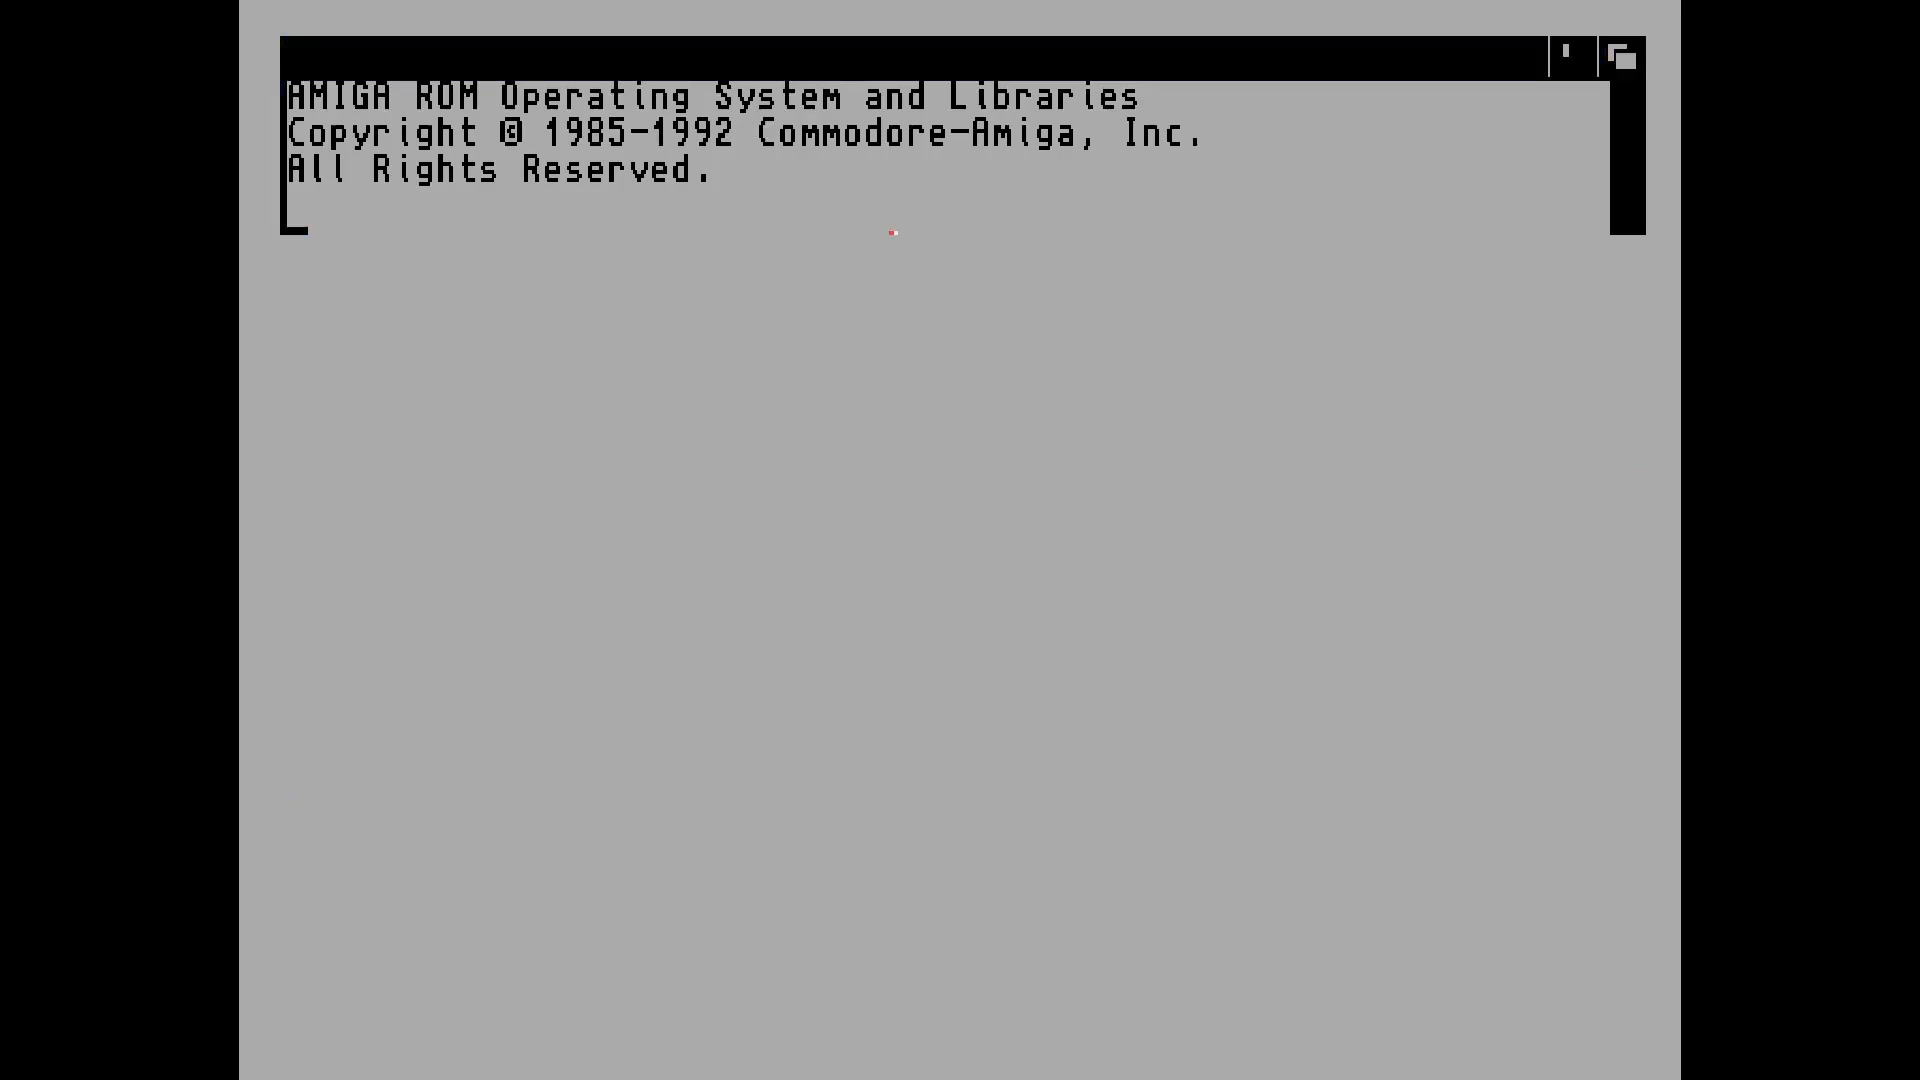 AMIGA ROM Operating System and Libraries
Copyright © 1985-1992 Commodore-Amiga, Inc.
All Rights Reserved.